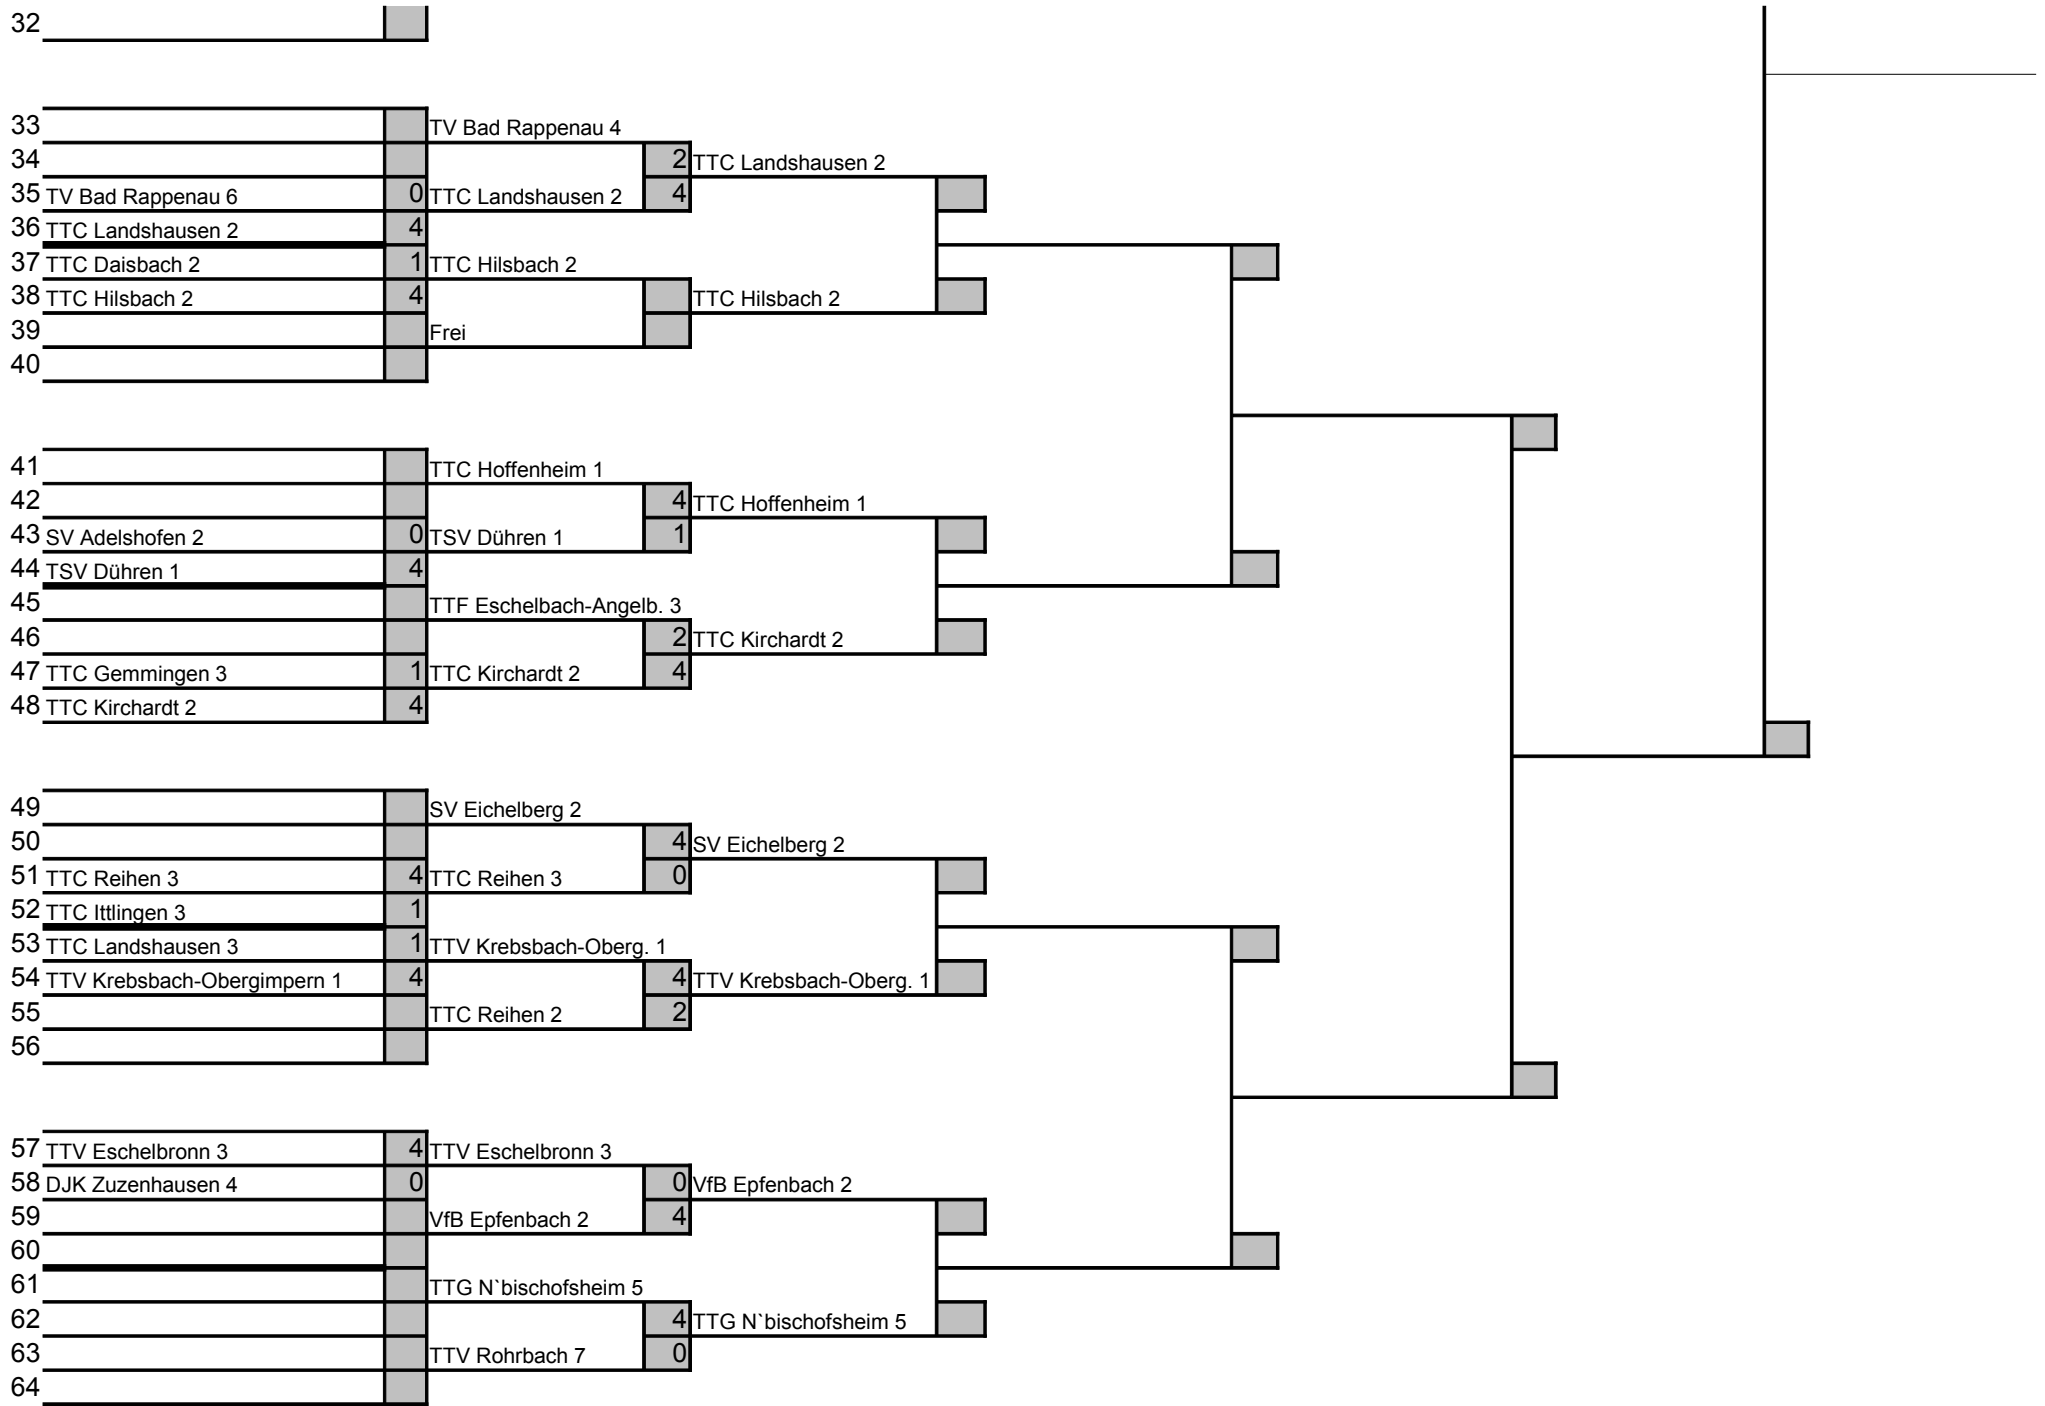 32
33 TV Bad Rappenau 4
34 2 TTC Landshausen 2
35 TV Bad Rappenau 6 0 TTC Landshausen 2 4
36 TTC Landshausen 2 4
37 TTC Daisbach 2 1 TTC Hilsbach 2
38 TTC Hilsbach 2 4 TTC Hilsbach 2
39 Frei
40
41 TTC Hoffenheim 1
42 4 TTC Hoffenheim 1
43 SV Adelshofen 2 0 TSV Dühren 1 1
44 TSV Dühren 1 4
45 TTF Eschelbach-Angelb. 3
46 2 TTC Kirchardt 2
47 TTC Gemmingen 3 1 TTC Kirchardt 2 4
48 TTC Kirchardt 2 4
49 SV Eichelberg 2
50 4 SV Eichelberg 2
51 TTC Reihen 3 4 TTC Reihen 3 0
52 TTC Ittlingen 3 1
53 TTC Landshausen 3 1 TTV Krebsbach-Oberg. 1
54 TTV Krebsbach-Obergimpern 1 4 4 TTV Krebsbach-Oberg. 1
55 TTC Reihen 2 2
56
57 TTV Eschelbronn 3 4 TTV Eschelbronn 3
58 DJK Zuzenhausen 4 0 0 VfB Epfenbach 2
59 VfB Epfenbach 2 4
60
61 TTG N`bischofsheim 5
62 4 TTG N`bischofsheim 5
63 TTV Rohrbach 7 0
64